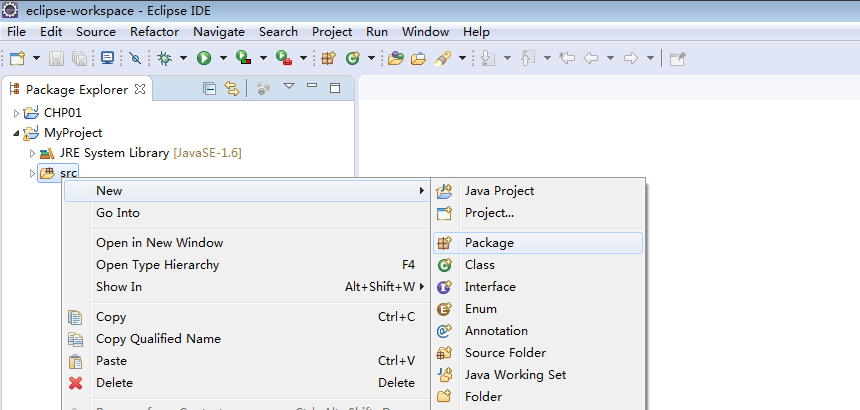 eclipse-workspace - Eclipse IDE
File Edit Source Refactor Navigate Search Project Run Window Help
Package Explorer
CHP01
MyProject
JRE System Library [JavaSE-1.6]
src
New
Go Into
Open in New Window
Open Type Hierarchy F4
Show In Alt+Shift+W
Copy Ctrl+C
Copy Qualified Name
Paste Ctrl+V
Delete Delete
Java Project
Project...
Package
Class
Interface
Enum
Annotation
Source Folder
Java Working Set
Folder